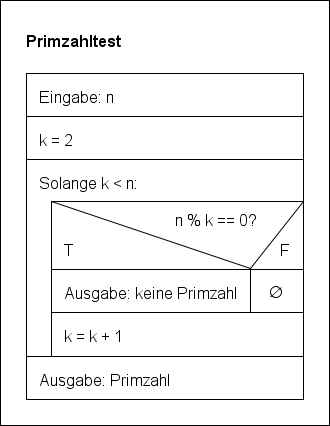 Primzahltest
Eingabe: n
k = 2
Solange k < n:
n % k == 0?
T F
Ausgabe: keine Primzahl ∅
k = k + 1
Ausgabe: Primzahl